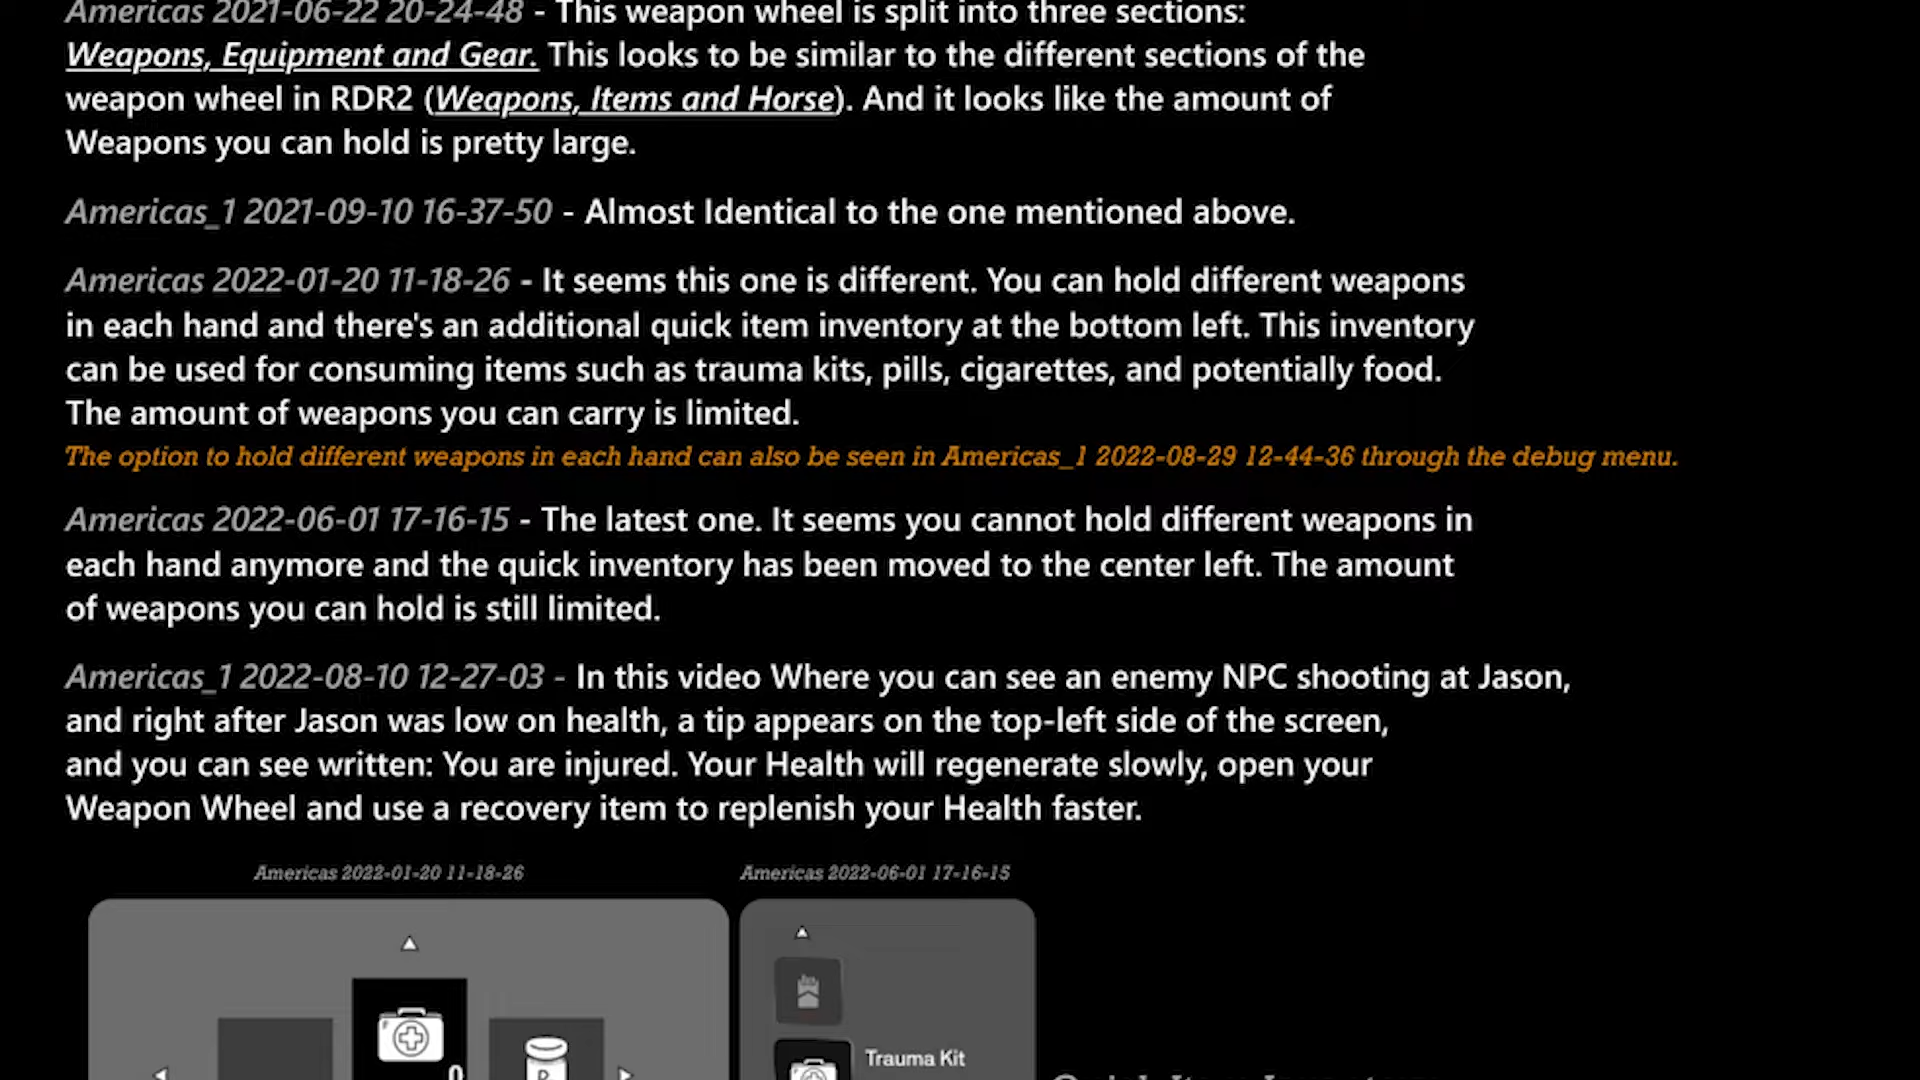 Americas 2021-06-22 20-24-48 - This weapon wheel is split into three sections:
Weapons, Equipment and Gear. This looks to be similar to the different sections of the
weapon wheel in RDR2 (Weapons, Items and Horse). And it looks like the amount of
Weapons you can hold is pretty large.
Americas_1 2021-09-10 16-37-50 - Almost Identical to the one mentioned above.
Americas 2022-01-20 11-18-26 - It seems this one is different. You can hold different weapons
in each hand and there's an additional quick item inventory at the bottom left. This inventory
can be used for consuming items such as trauma kits, pills, cigarettes, and potentially food.
The amount of weapons you can carry is limited.
The option to hold different weapons in each hand can also be seen in Americas_1 2022-08-29 12-44-36 through the debug menu.
Americas 2022-06-01 17-16-15 - The latest one. It seems you cannot hold different weapons in
each hand anymore and the quick inventory has been moved to the center left. The amount
of weapons you can hold is still limited.
Americas_1 2022-08-10 12-27-03 - In this video Where you can see an enemy NPC shooting at Jason,
and right after Jason was low on health, a tip appears on the top-left side of the screen,
and you can see written: You are injured. Your Health will regenerate slowly, open your
Weapon Wheel and use a recovery item to replenish your Health faster.
Americas 2022-01-20 11-18-26
Americas 2022-06-01 17-16-15
Trauma Kit